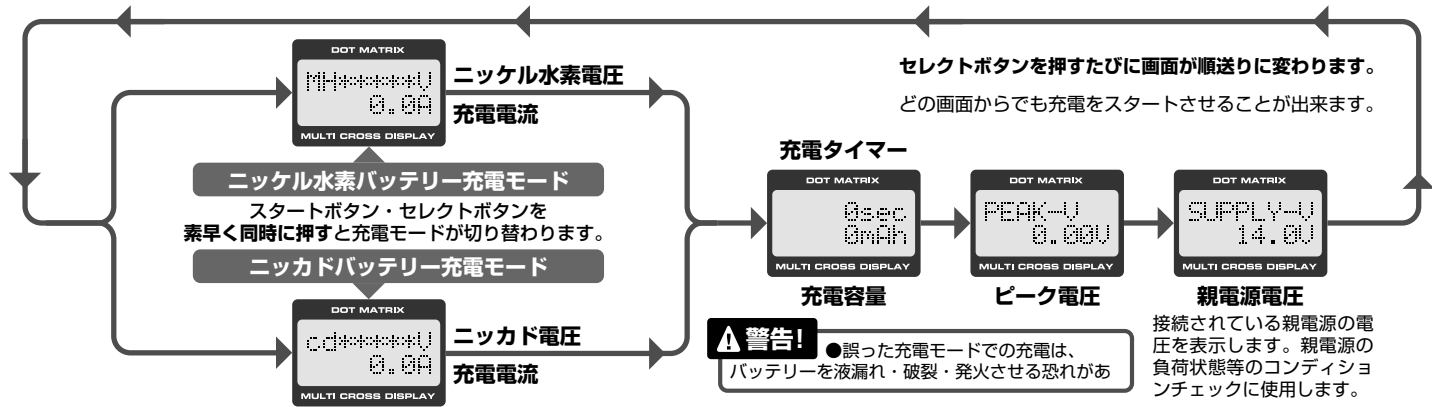 DOT MATRIX
MH*****V
0.0A
MULTI CROSS DISPLAY
ニッケル水素電圧
充電電流
ニッケル水素バッテリー充電モード
スタートボタン・セレクトボタンを
素早く同時に押すと充電モードが切り替わります。
ニッカドバッテリー充電モード
DOT MATRIX
cd*****V
0.0A
MULTI CROSS DISPLAY
ニッカド電圧
充電電流
セレクトボタンを押すたびに画面が順送りに変わります。
どの画面からでも充電をスタートさせることが出来ます。
充電タイマー
DOT MATRIX
0sec
0mAh
MULTI CROSS DISPLAY
充電容量
DOT MATRIX
PEAK-V
0.00V
MULTI CROSS DISPLAY
ピーク電圧
DOT MATRIX
SUPPLY-V
14.0V
MULTI CROSS DISPLAY
親電源電圧
接続されている親電源の電
圧を表示します。親電源の
負荷状態等のコンディショ
ンチェックに使用します。
警告!
●誤った充電モードでの充電は、
バッテリーを液漏れ・破裂・発火させる恐れがあ